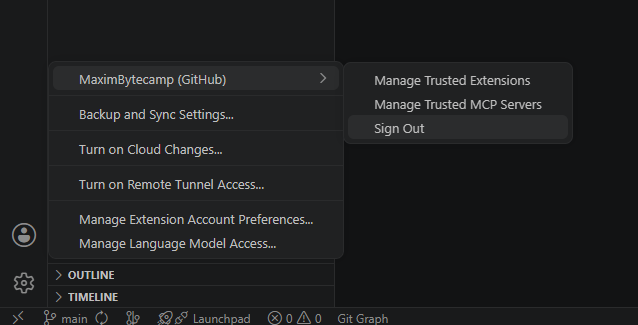 MaximBytecamp (GitHub)
Manage Trusted Extensions
Manage Trusted MCP Servers
Sign Out
Backup and Sync Settings...
Turn on Cloud Changes...
Turn on Remote Tunnel Access...
Manage Extension Account Preferences...
Manage Language Model Access...
OUTLINE
TIMELINE
main Launchpad 0 0 Git Graph